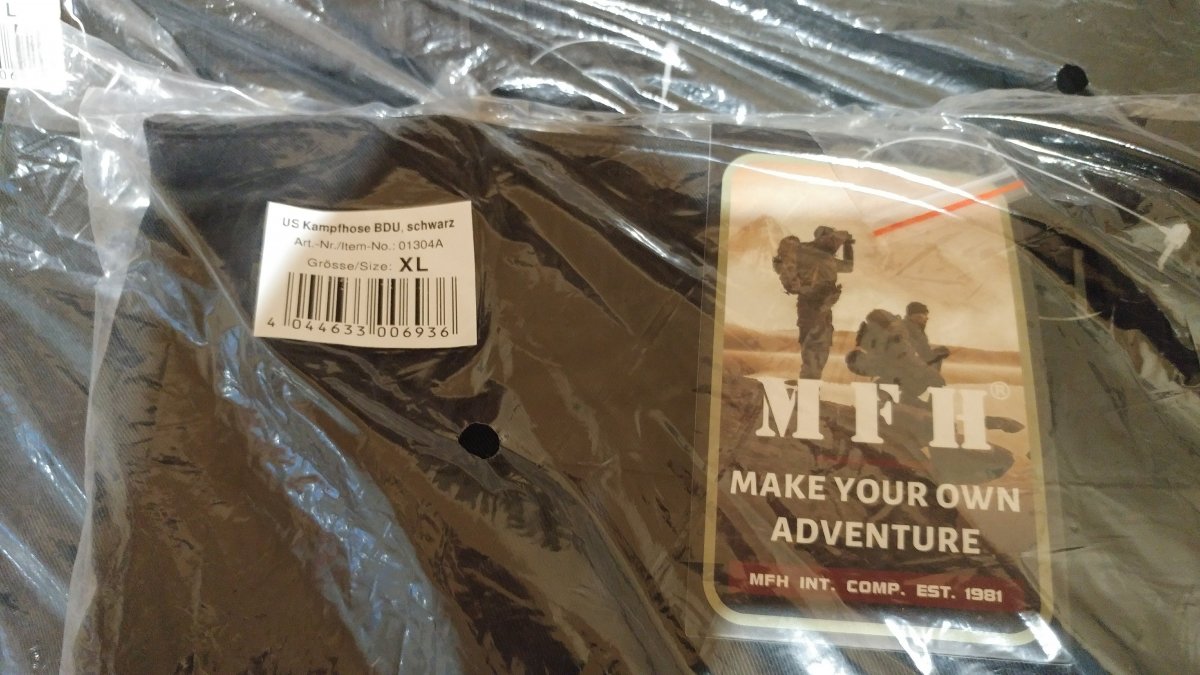 L
06
US Kampfhose BDU, schwarz
Art.-Nr./Item-No.: 01304A
Grösse/Size: XL
4 044633 006936
MFH®
MAKE YOUR OWN
ADVENTURE
MFH INT. COMP. EST. 1981